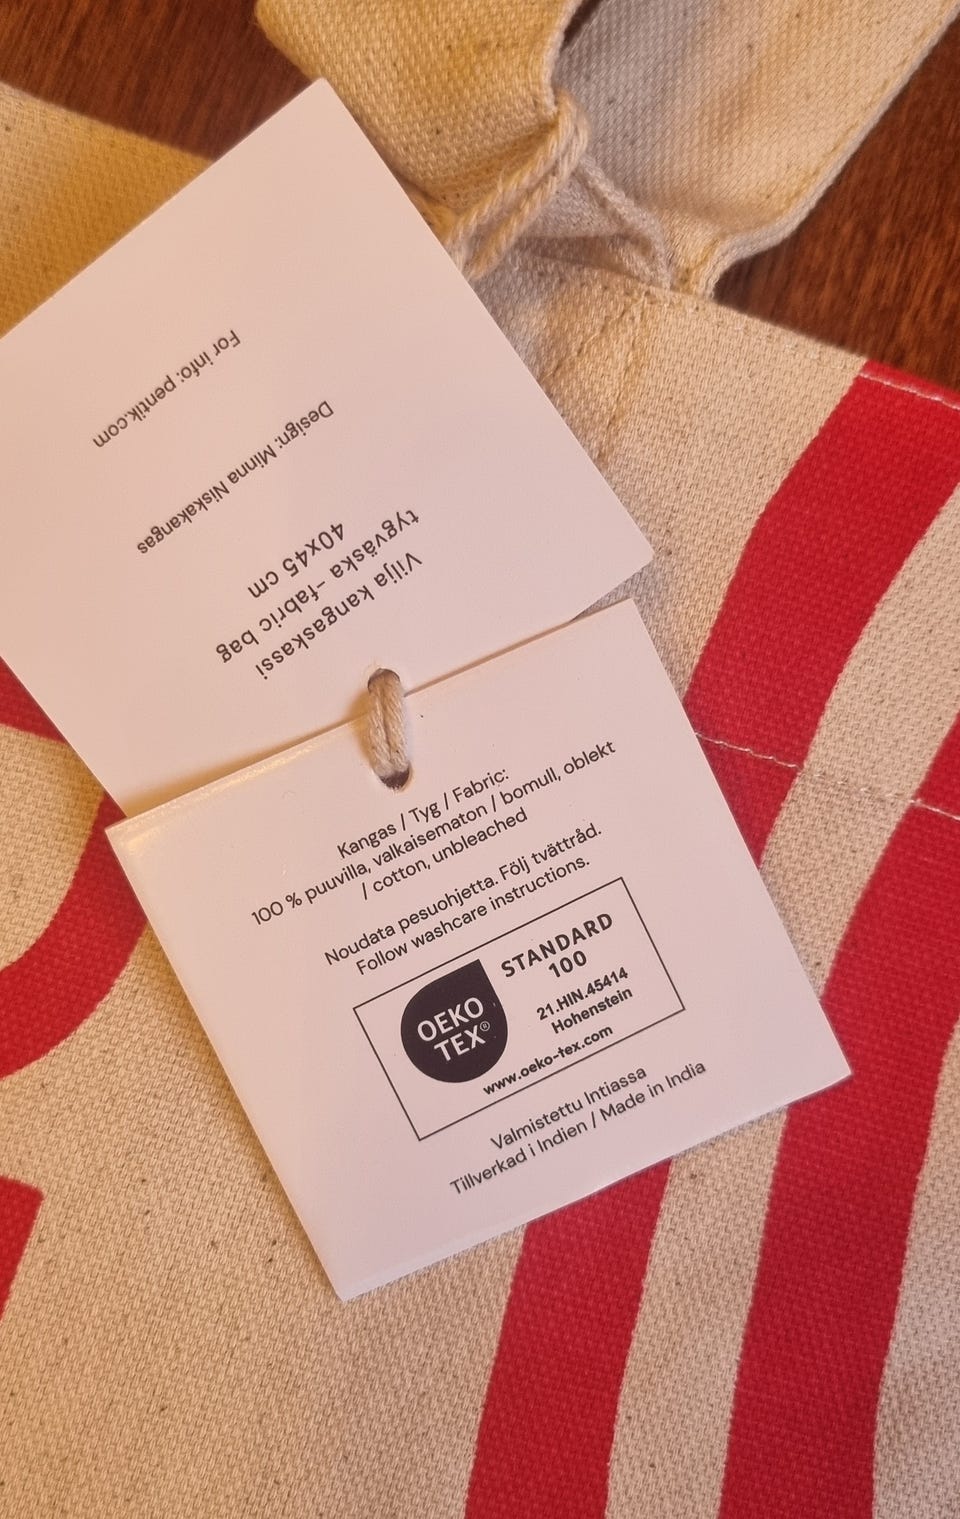 Vilja kangaskassi
tygväska -fabric bag
40x45 cm
Design: Minna Niskakangas
For info: pentik.com
Kangas / Tyg / Fabric:
100 % puuvilla, valkaisematon / bomull, oblekt
/ cotton, unbleached
Noudata pesuohjetta. Följ tvättråd.
Follow washcare instructions.
OEKO
TEX®
STANDARD
100
21.HIN.45414
Hohenstein
www.oeko-tex.com
Valmistettu Intiassa
Tillverkad i Indien / Made in India